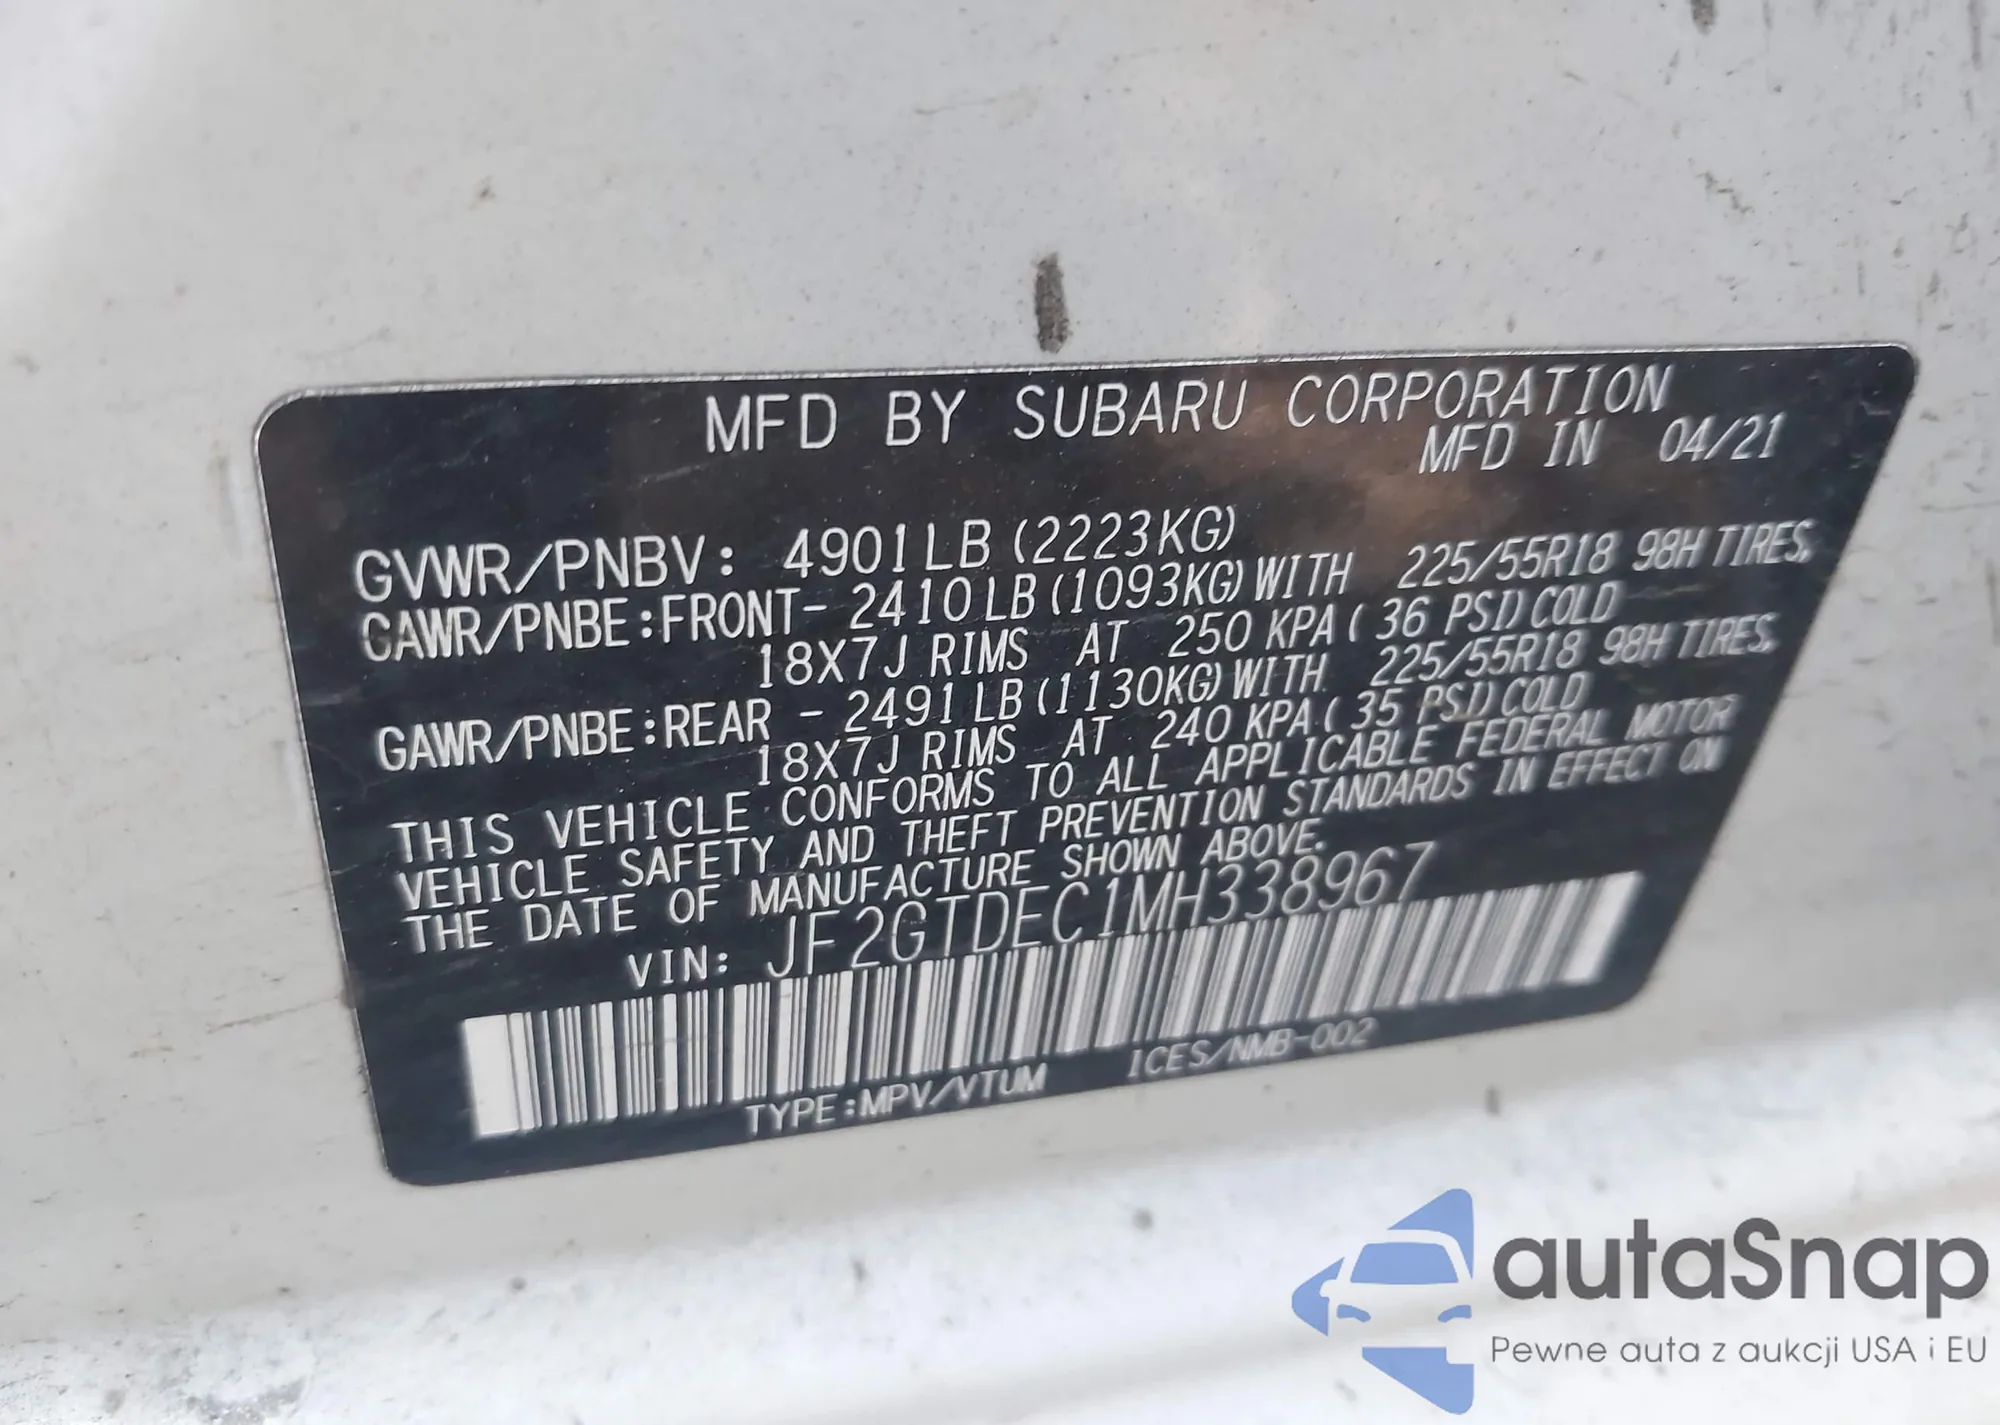 MFD BY SUBARU CORPORATION
MFD IN 04/21
GVWR/PNBV: 4901LB (2223KG)
GAWR/PNBE:FRONT- 2410LB(1093KG)WITH 225/55R18 98H TIRES,
18X7J RIMS AT 250 KPA( 36 PSI)COLD
GAWR/PNBE:REAR - 2491LB(1130KG)WITH 225/55R18 98H TIRES,
18X7J RIMS AT 240 KPA( 35 PSI)COLD
THIS VEHICLE CONFORMS TO ALL APPLICABLE FEDERAL MOTOR
VEHICLE SAFETY AND THEFT PREVENTION STANDARDS IN EFFECT ON
THE DATE OF MANUFACTURE SHOWN ABOVE.
VIN: JF2GTDEC1MH338967
TYPE:MPV/VTUM ICES/NMB-002
autaSnap
Pewne auta z aukcji USA i EU